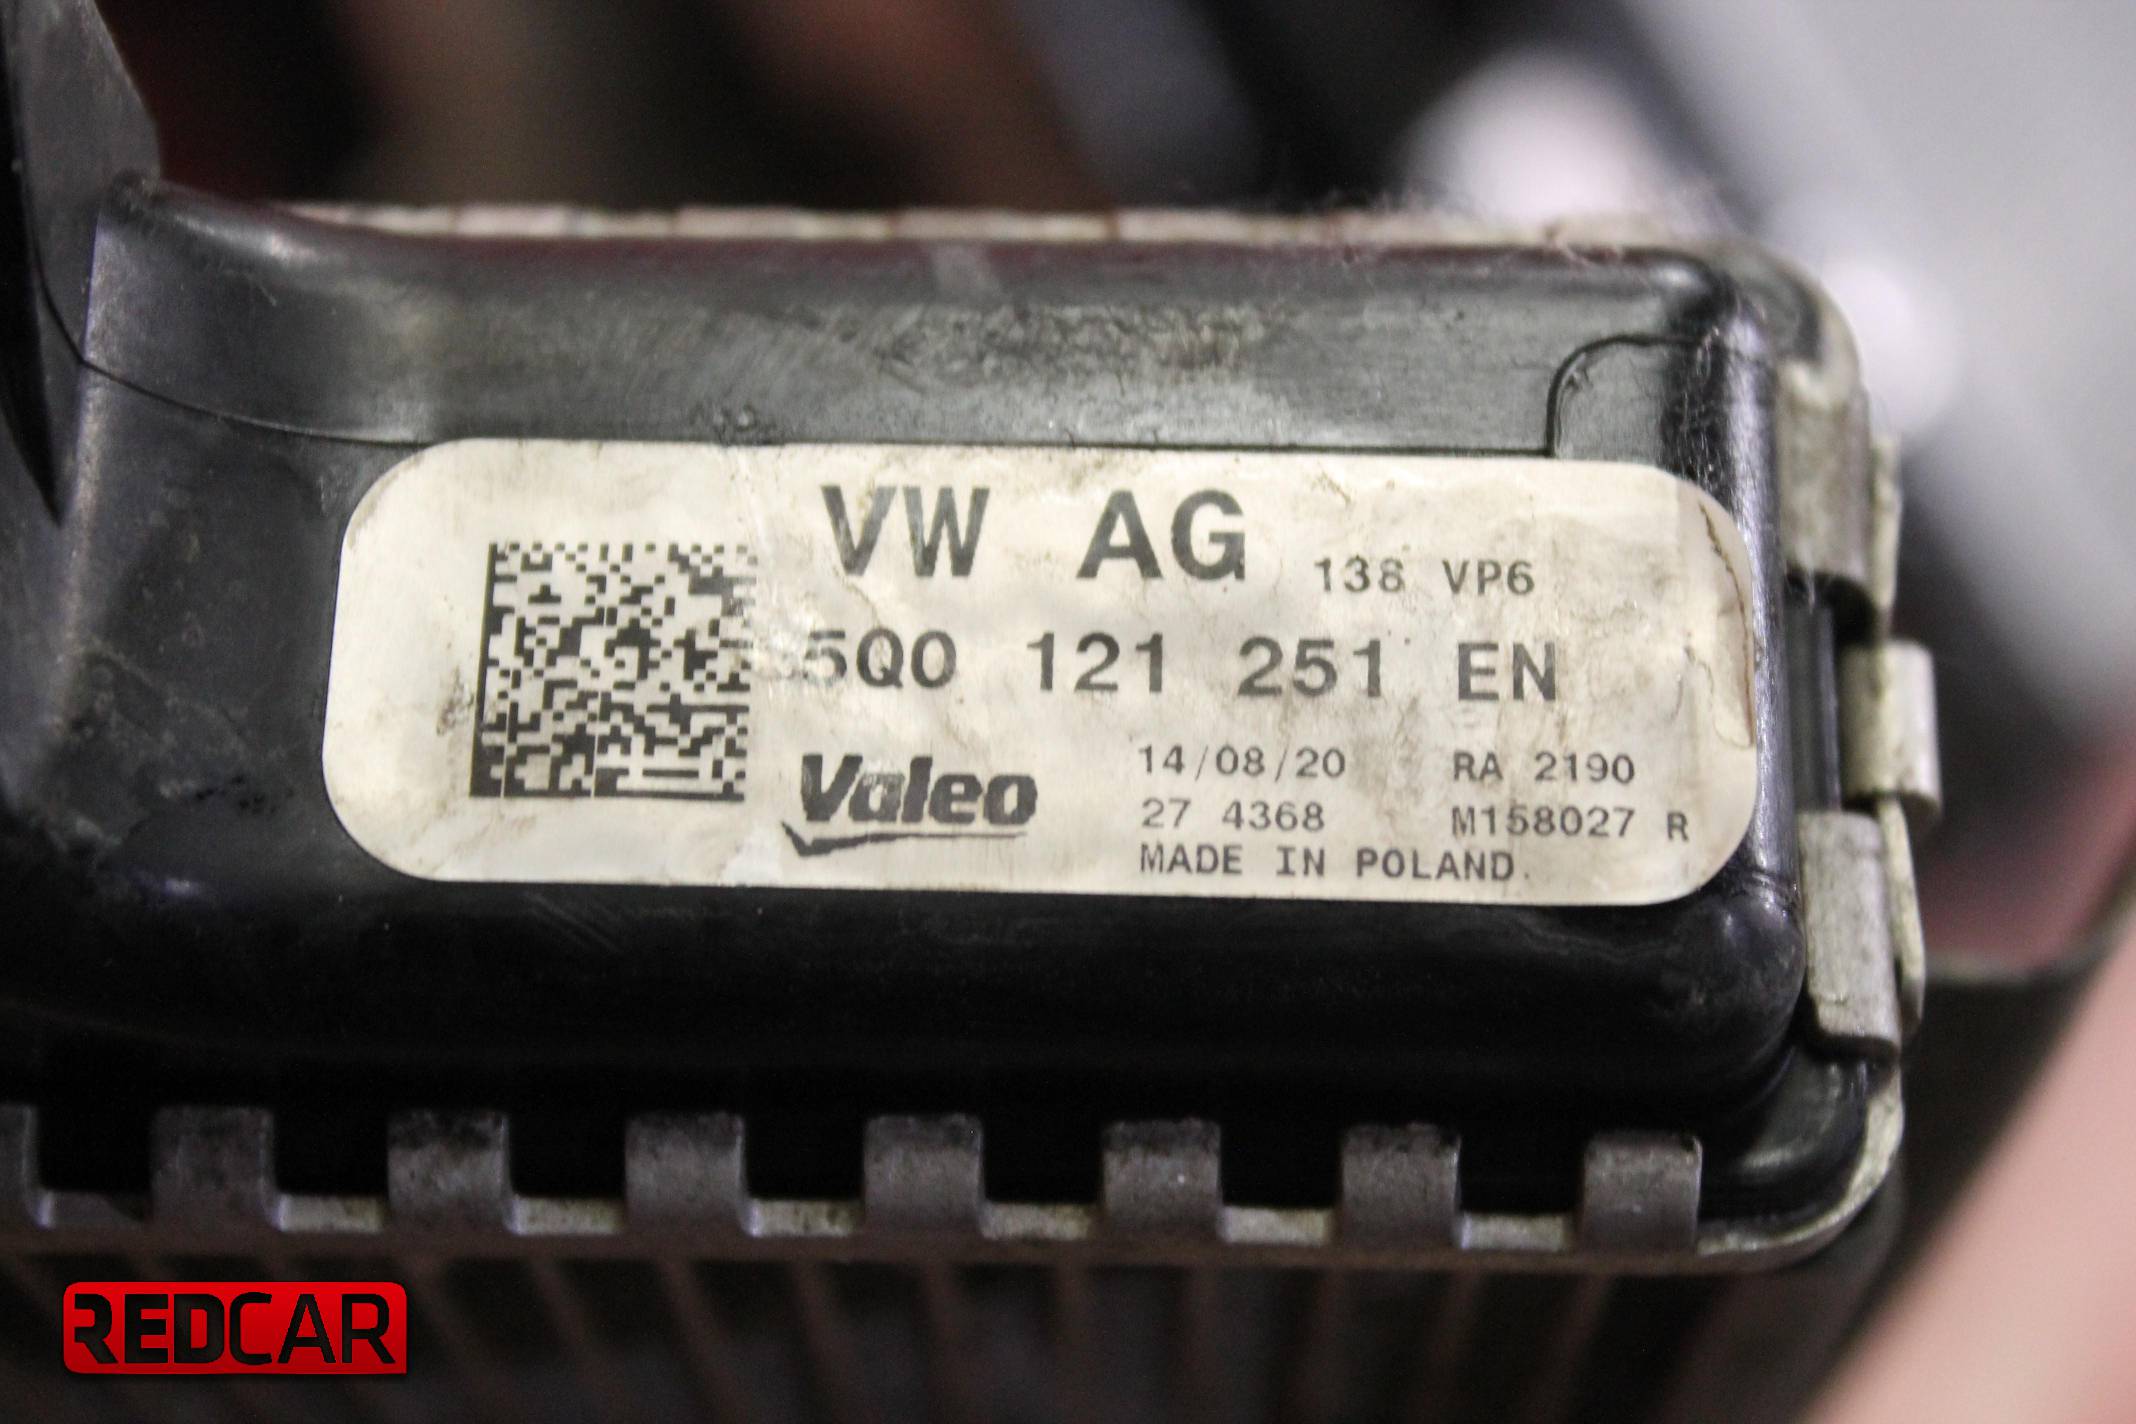 VW AG 138 VP6
5Q0 121 251 EN
Valeo 14/08/20 RA 2190
27 4368 M158027 R
MADE IN POLAND.
REDCAR